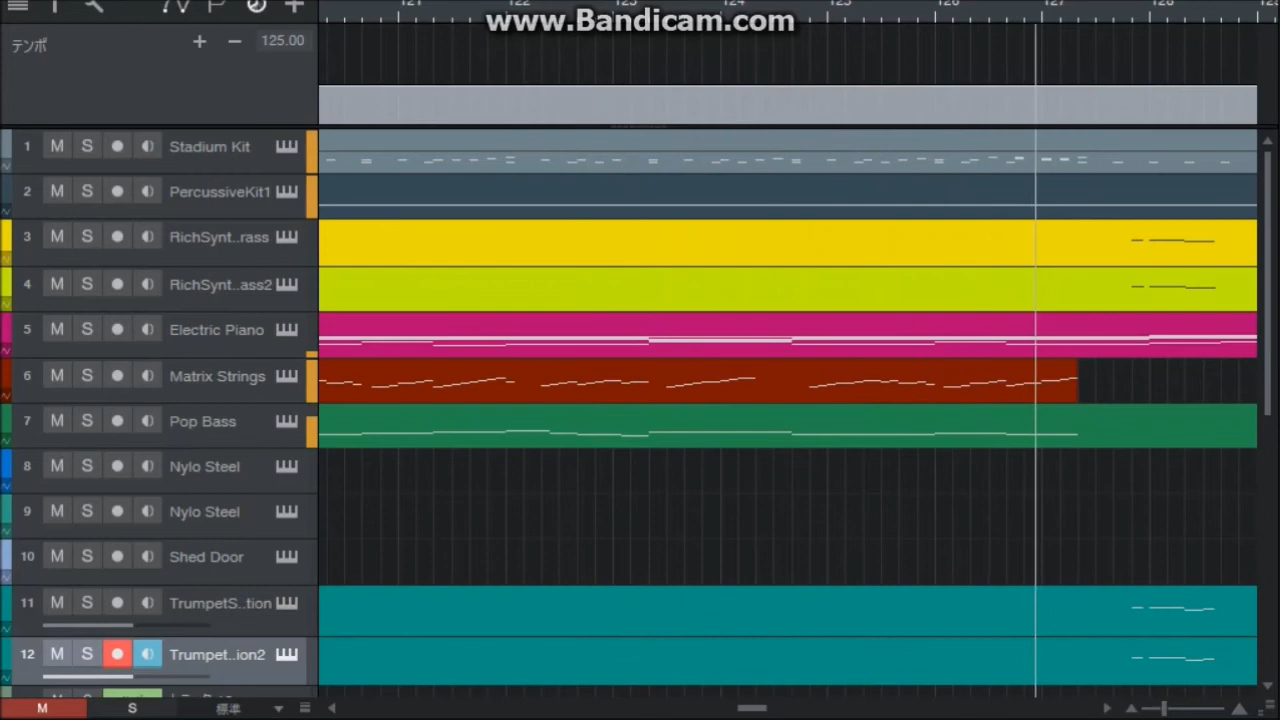 www.Bandicam.com
121 122 123 124 125 126 127 128
テンポ + − 125.00
1 M S Stadium Kit
2 M S PercussiveKit1
3 M S RichSynt..rass
4 M S RichSynt..ass2
5 M S Electric Piano
6 M S Matrix Strings
7 M S Pop Bass
8 M S Nylo Steel
9 M S Nylo Steel
10 M S Shed Door
11 M S TrumpetS..tion
12 M S Trumpet..ion2
M S 標準